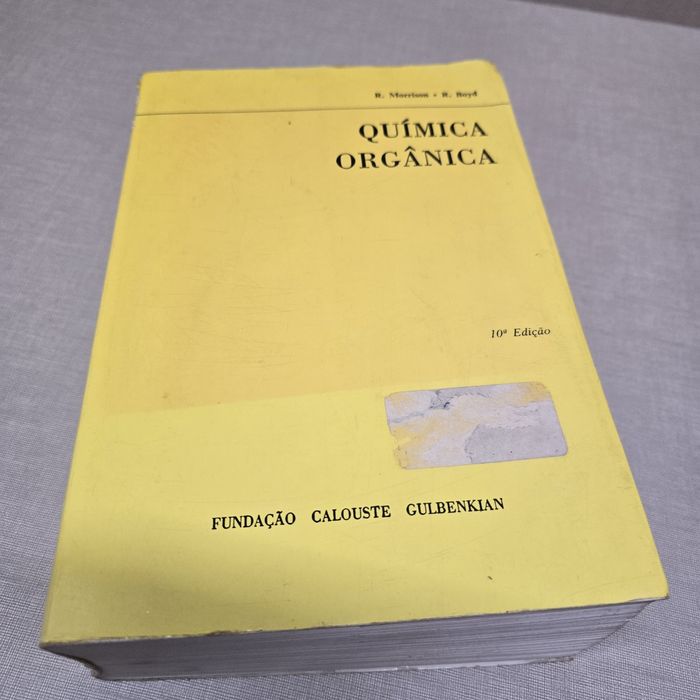 R. Morrison • R. Boyd
QUÍMICA
ORGÂNICA
10ª Edição
FUNDAÇÃO CALOUSTE GULBENKIAN